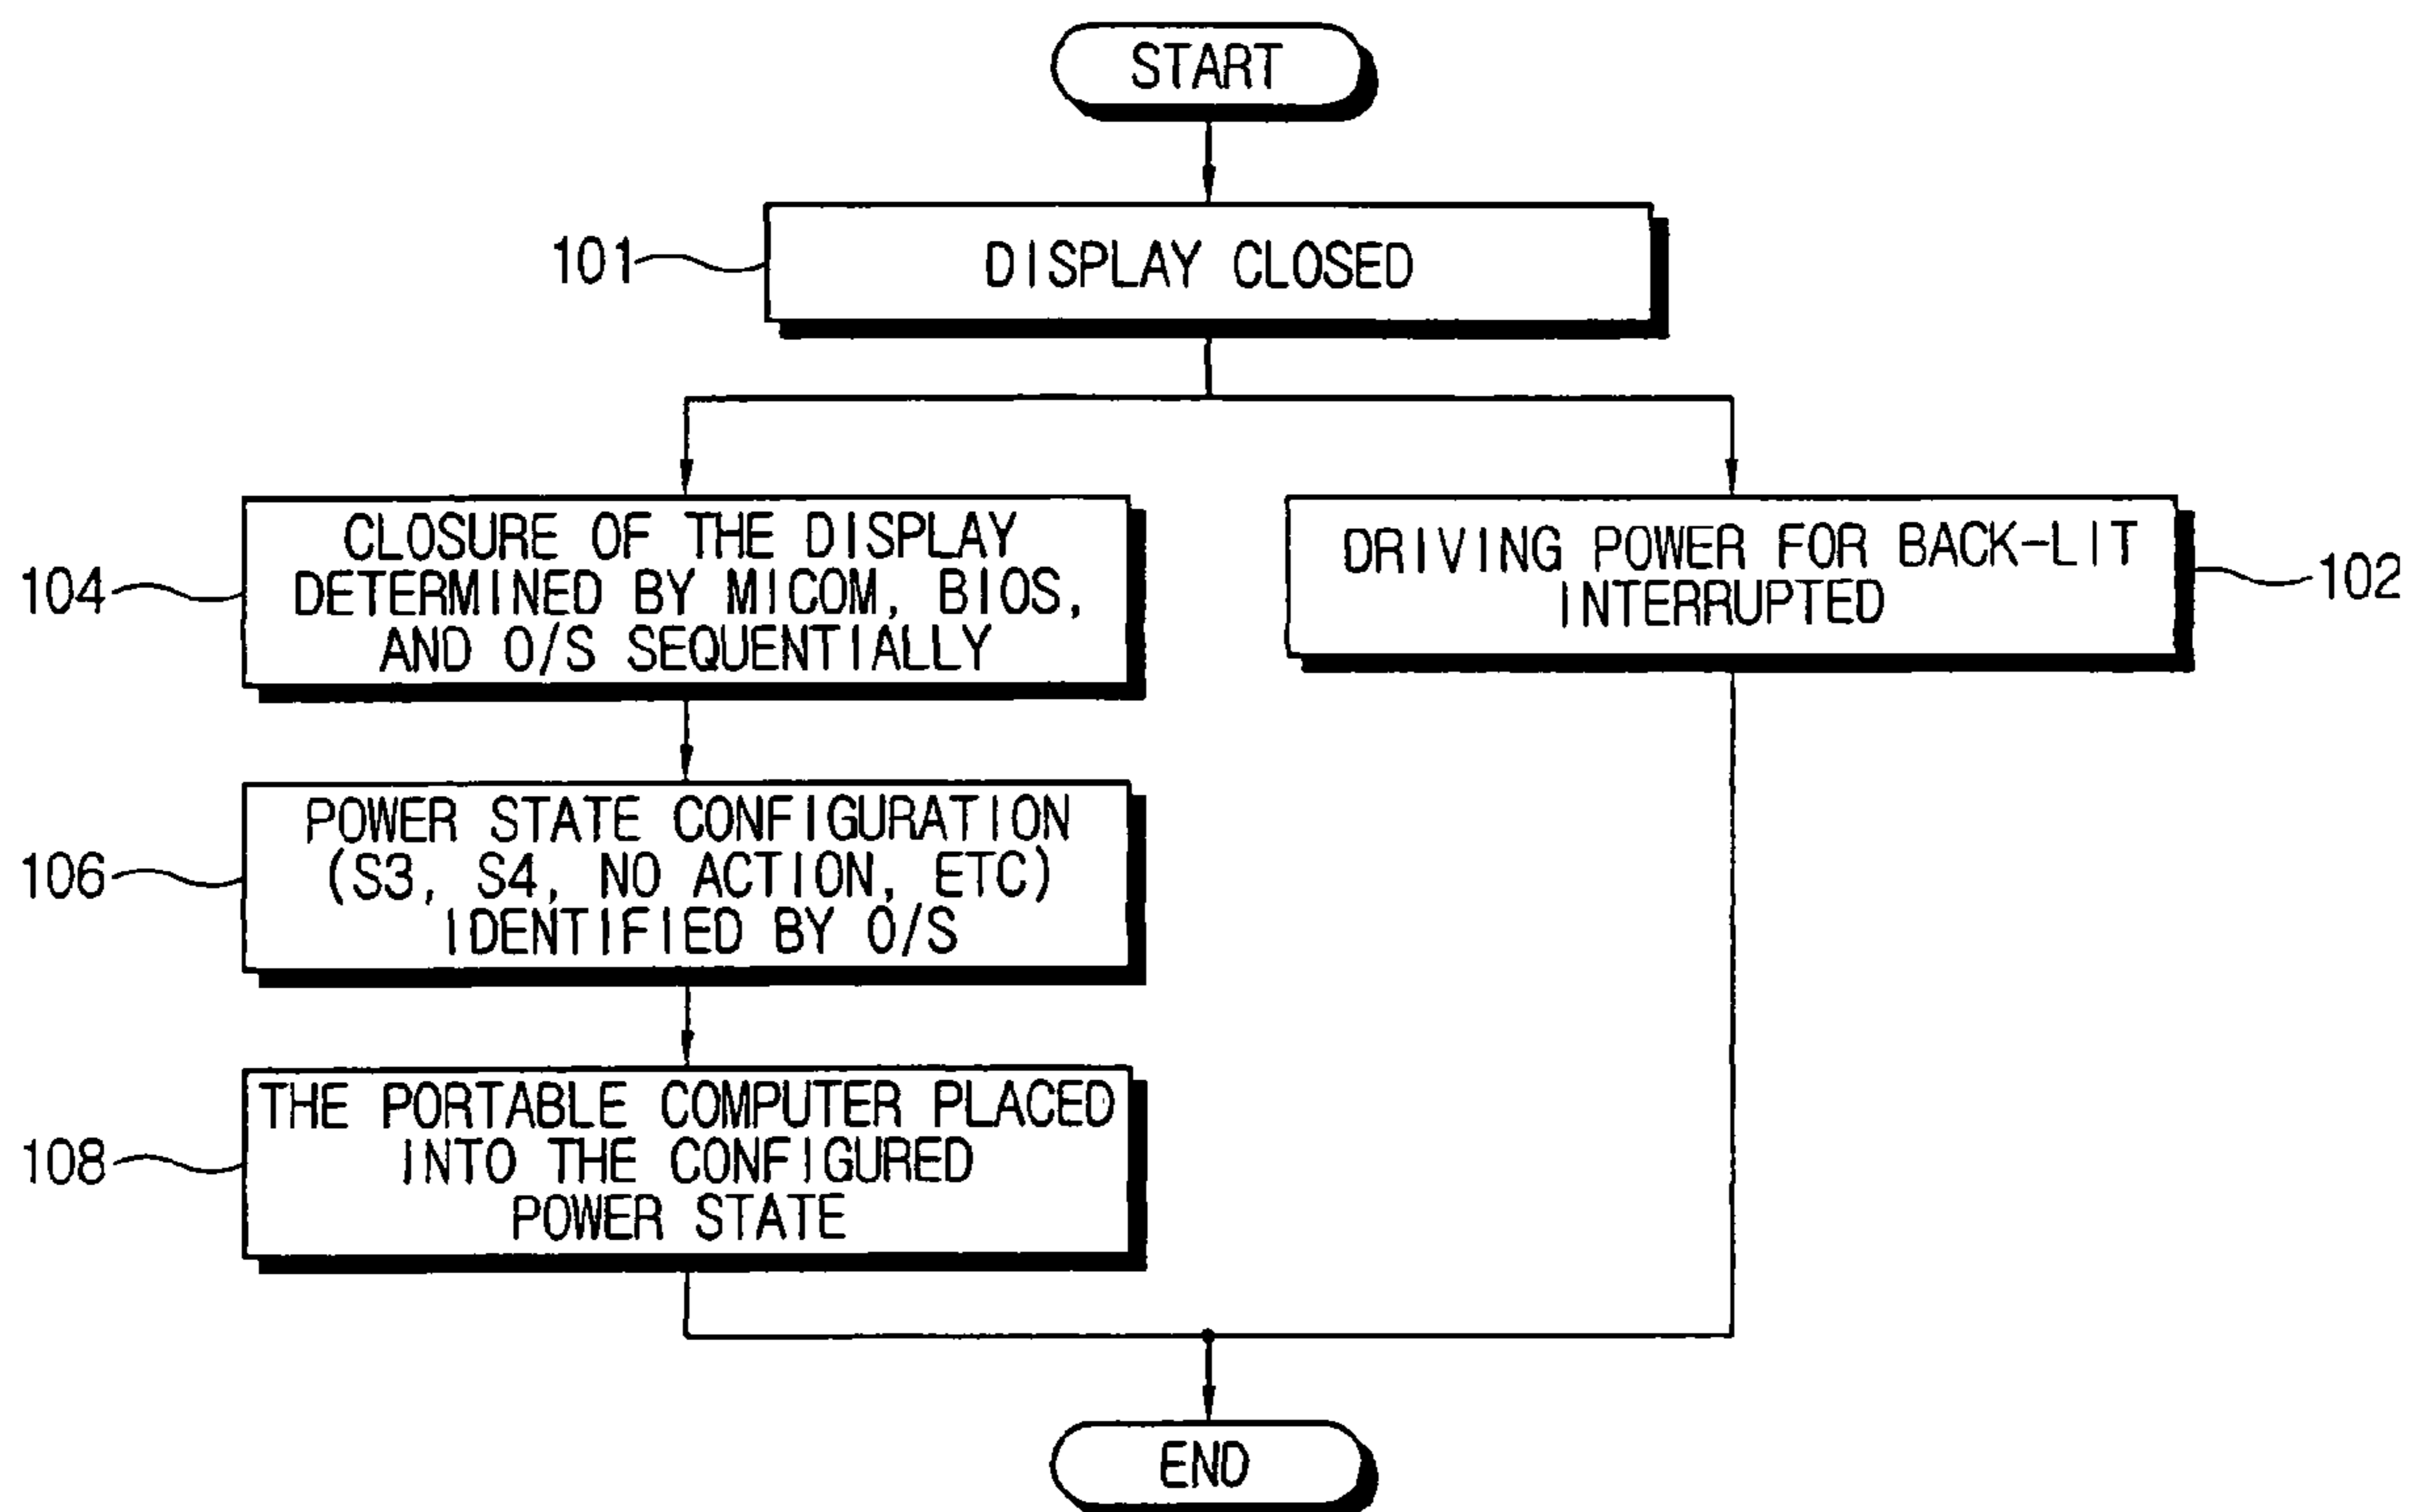 START
101
DISPLAY CLOSED
104
CLOSURE OF THE DISPLAY
DETERMINED BY MICOM, BIOS,
AND O/S SEQUENTIALLY
DRIVING POWER FOR BACK-LIT
INTERRUPTED
102
106
POWER STATE CONFIGURATION
(S3, S4, NO ACTION, ETC)
IDENTIFIED BY O/S
108
THE PORTABLE COMPUTER PLACED
INTO THE CONFIGURED
POWER STATE
END